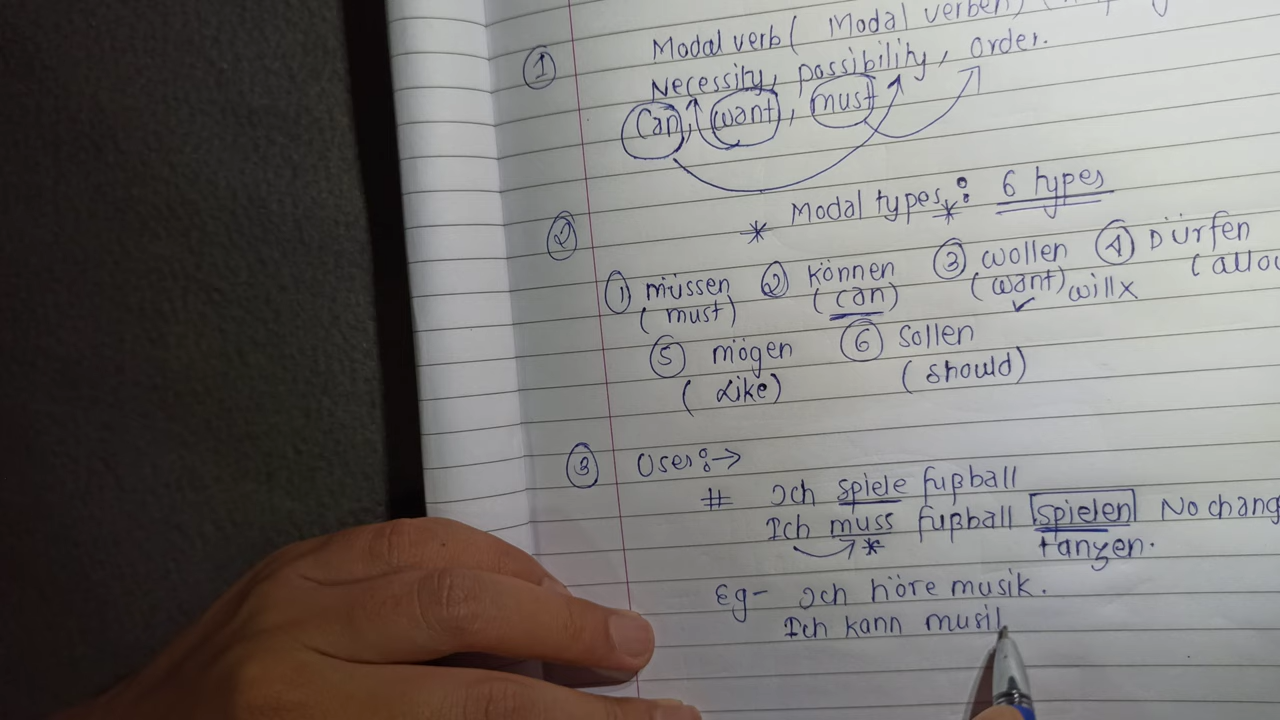 ① Modal verb ( Modal verben)
Necessity, possibility, order.
Can, want, must
② * Modal types * : 6 types
① müssen ② können ③ wollen ④ Dürfen
( must) (can) (want) will x
⑤ mögen ⑥ Sollen
( Like) ( should)
③ Uses :→
# Ich spiele fußball
Ich muss fußball spielen No
* tanzen.
Eg- Ich höre musik.
Ich kann